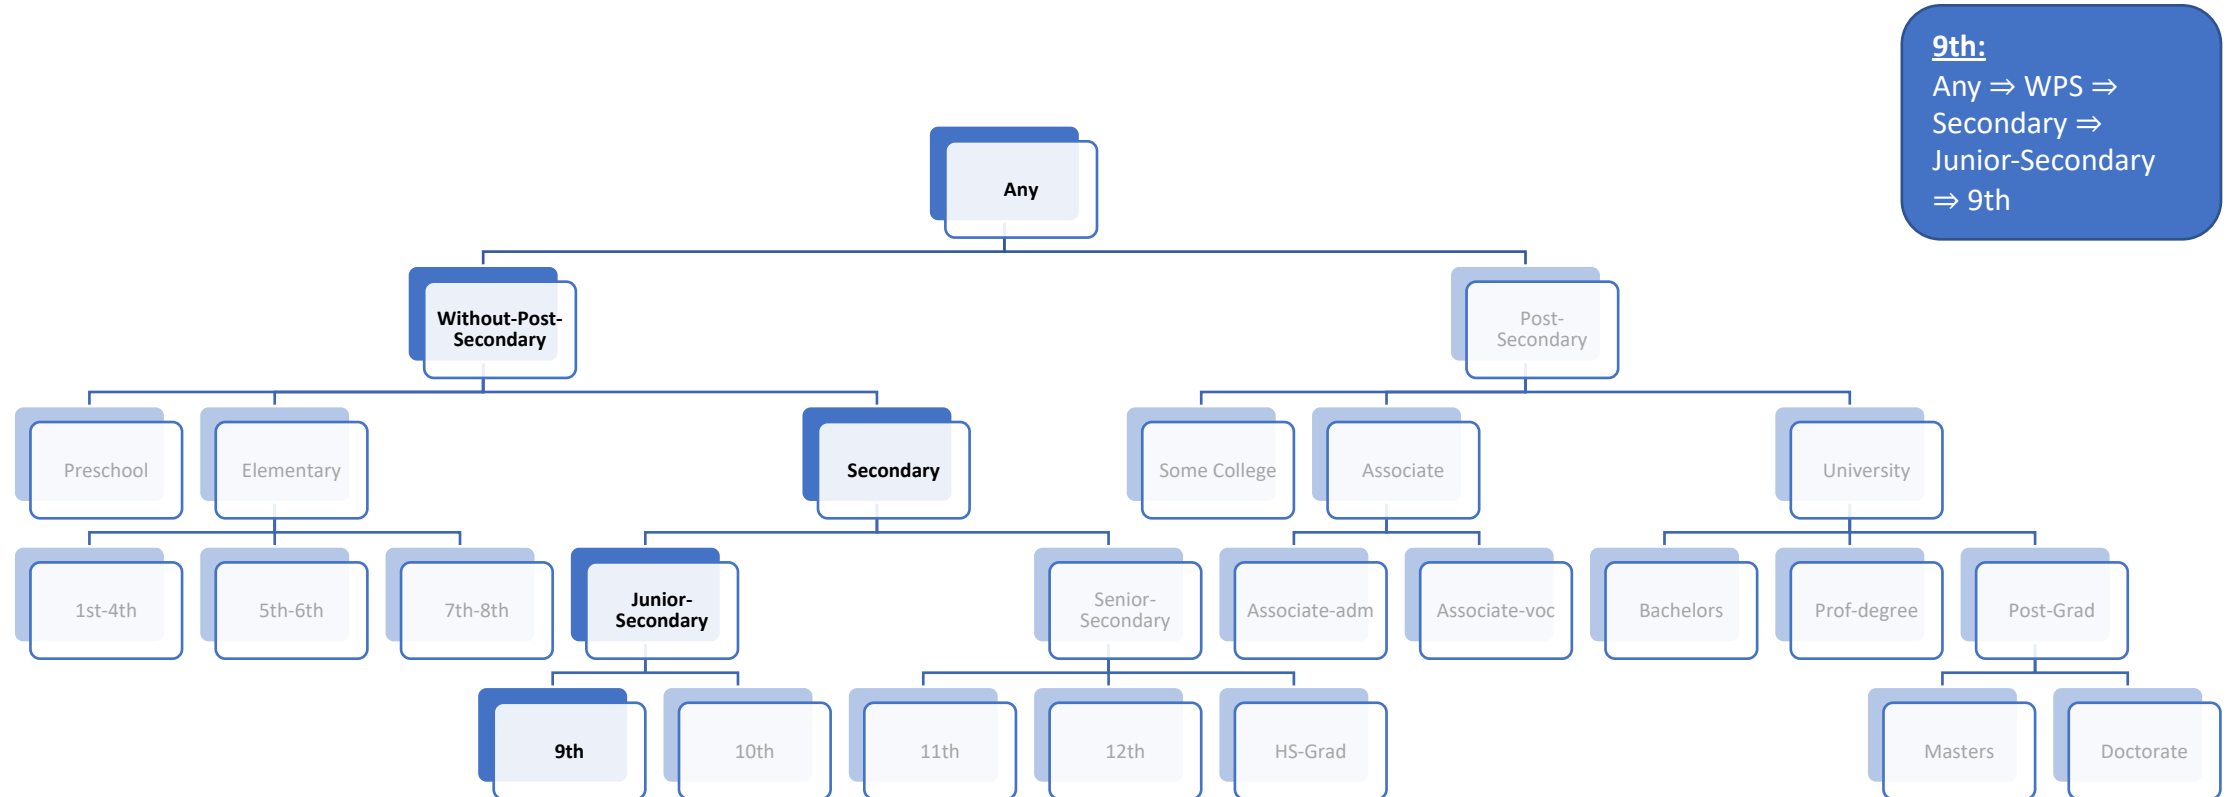 9th:
Any ⇒ WPS ⇒
Secondary ⇒
Junior-Secondary
⇒ 9th
Any
Without-Post-
Secondary
Post-
Secondary
Preschool
Elementary
Secondary
Some College
Associate
University
1st-4th
5th-6th
7th-8th
Junior-
Secondary
Senior-
Secondary
Associate-adm
Associate-voc
Bachelors
Prof-degree
Post-Grad
9th
10th
11th
12th
HS-Grad
Masters
Doctorate